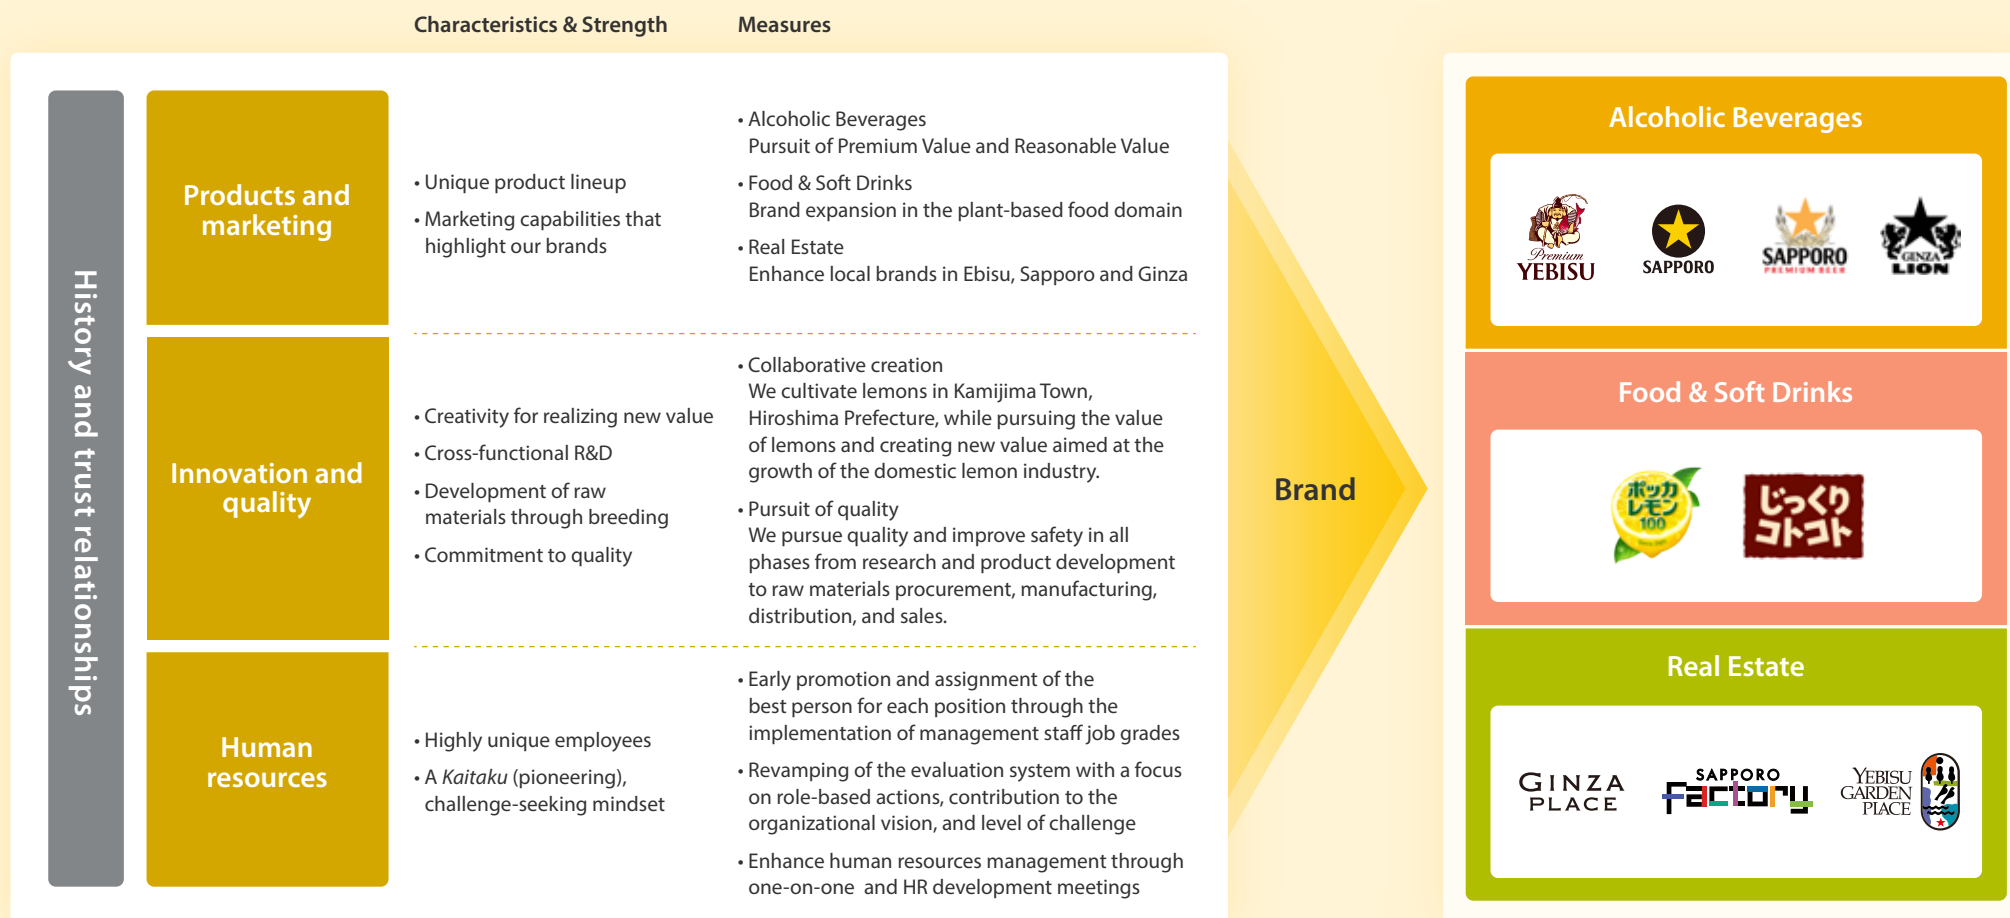 Characteristics & Strength
Measures
History and trust relationships
Products and
marketing
• Unique product lineup
• Marketing capabilities that
highlight our brands
• Alcoholic Beverages
Pursuit of Premium Value and Reasonable Value
• Food & Soft Drinks
Brand expansion in the plant-based food domain
• Real Estate
Enhance local brands in Ebisu, Sapporo and Ginza
Innovation and
quality
• Creativity for realizing new value
• Cross-functional R&D
• Development of raw
materials through breeding
• Commitment to quality
• Collaborative creation
We cultivate lemons in Kamijima Town,
Hiroshima Prefecture, while pursuing the value
of lemons and creating new value aimed at the
growth of the domestic lemon industry.
• Pursuit of quality
We pursue quality and improve safety in all
phases from research and product development
to raw materials procurement, manufacturing,
distribution, and sales.
Human
resources
• Highly unique employees
• A Kaitaku (pioneering),
challenge-seeking mindset
• Early promotion and assignment of the
best person for each position through the
implementation of management staff job grades
• Revamping of the evaluation system with a focus
on role-based actions, contribution to the
organizational vision, and level of challenge
• Enhance human resources management through
one-on-one and HR development meetings
Brand
Alcoholic Beverages
Premium
YEBISU
SAPPORO
SAPPORO
PREMIUM BEER
GINZA
LION
Food & Soft Drinks
ポッカ
レモン
100
じっくり
コトコト
Real Estate
GINZA
PLACE
SAPPORO
Factory
YEBISU
GARDEN
PLACE